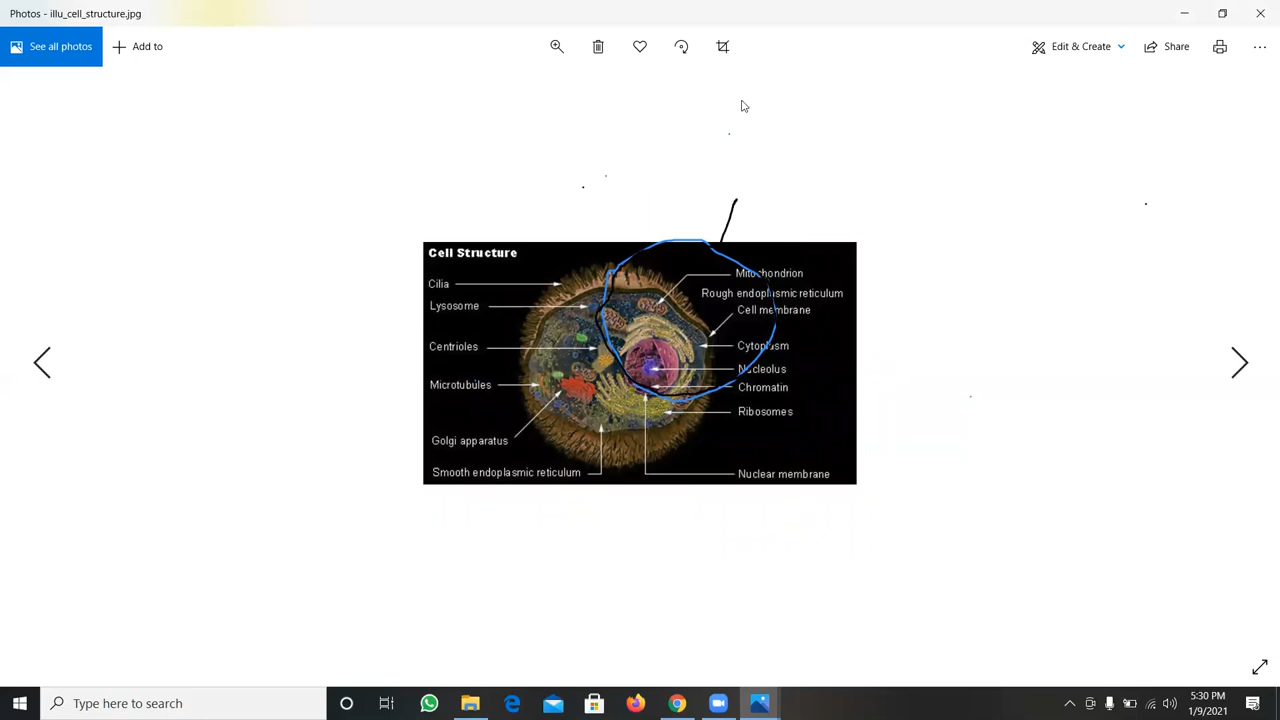 Photos - illu_cell_structure.jpg
See all photos
Add to
Edit & Create
Share
Cell Structure
Cilia
Lysosome
Centrioles
Microtubules
Golgi apparatus
Smooth endoplasmic reticulum
Mitochondrion
Rough endoplasmic reticulum
Cell membrane
Cytoplasm
Nucleolus
Chromatin
Ribosomes
Nuclear membrane
Type here to search
5:30 PM
1/9/2021